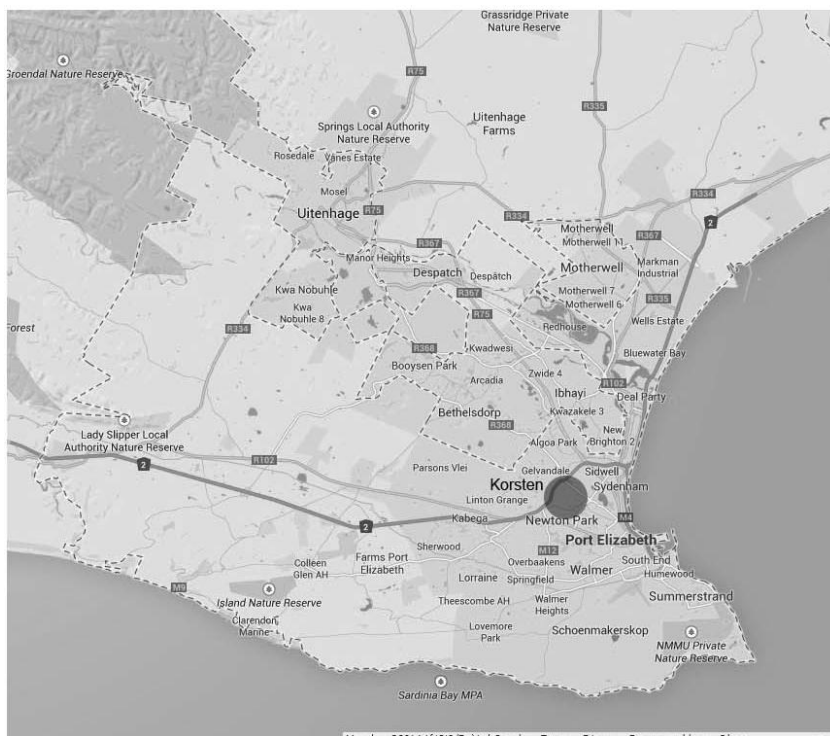 Grassridge Private
Nature Reserve
Groendal Nature Reserve
R75
R335
Springs Local Authority
Nature Reserve
Uitenhage
Farms
Rosedale
Vanes Estate
Mosel
R334
Uitenhage
R75
R334
2
Motherwell
Motherwell 1
R367
R367
Manor Heights
Markman
Industrial
Despatch
Despatch
Motherwell
Kwa Nobuhle
R367
Motherwell 7
R335
Kwa
Nobuhle 8
Motherwell 6
R75
Wells Estate
Forest
R334
Redhouse
R368
Kwadwesi
Bluewater Bay
Booysen Park
Zwide 4
Arcadia
R102
Ibhayi
Deal Party
Bethelsdorp
Kwazakele 3
Lady Slipper Local
Authority Nature Reserve
R368
New
Brighton 2
Algoa Park
2
R102
Parsons Vlei
Gelvandale
Sidwell
Korsten
Sydenham
Linton Grange
Kabega
Newton Park
M4
2
Port Elizabeth
Sherwood
M12
Colleen
Glen AH
Farms Port
Elizabeth
Overbaakens
South End
Walmer
Humewood
Lorraine
Springfield
M9
Island Nature Reserve
Theescombe AH
Walmer
Heights
Summerstrand
Clarendon
Marine
Lovemore
Park
Schoenmakerskop
NMMU Private
Nature Reserve
Sardinia Bay MPA